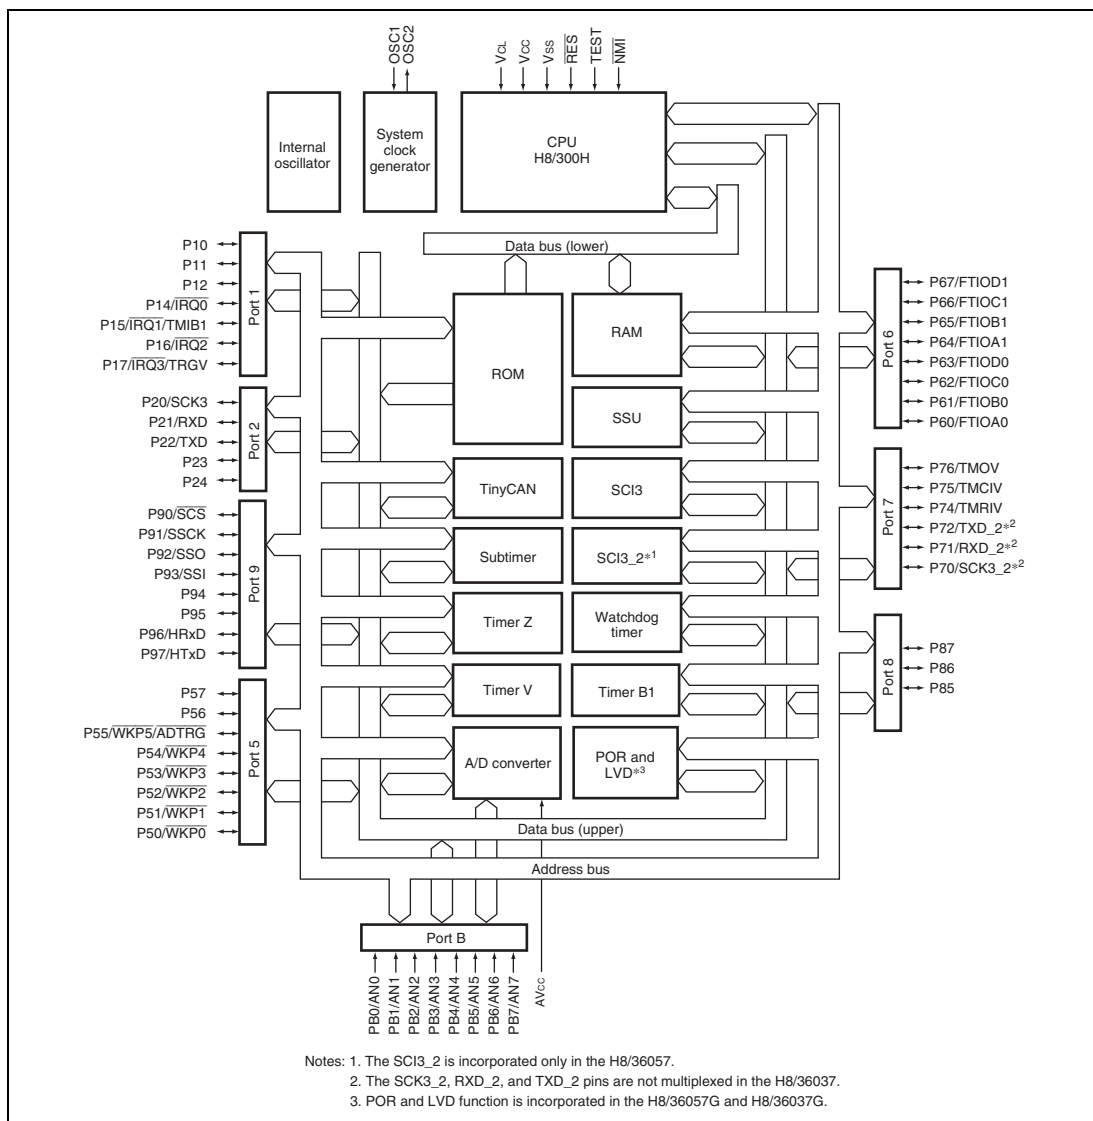 OSC1
OSC2
VCL
VCC
VSS
RES
TEST
NMI
Internal
oscillator
System
clock
generator
CPU
H8/300H
Data bus (lower)
P10
P11
P12
P14/IRQ0
P15/IRQ1/TMIB1
P16/IRQ2
P17/IRQ3/TRGV
Port 1
P20/SCK3
P21/RXD
P22/TXD
P23
P24
Port 2
P90/SCS
P91/SSCK
P92/SSO
P93/SSI
P94
P95
P96/HRxD
P97/HTxD
Port 9
P57
P56
P55/WKP5/ADTRG
P54/WKP4
P53/WKP3
P52/WKP2
P51/WKP1
P50/WKP0
Port 5
ROM
RAM
SSU
TinyCAN
SCI3
Subtimer
SCI3_2*1
Timer Z
Watchdog
timer
Timer V
Timer B1
A/D converter
POR and
LVD*3
Port 6
P67/FTIOD1
P66/FTIOC1
P65/FTIOB1
P64/FTIOA1
P63/FTIOD0
P62/FTIOC0
P61/FTIOB0
P60/FTIOA0
Port 7
P76/TMOV
P75/TMCIV
P74/TMRIV
P72/TXD_2*2
P71/RXD_2*2
P70/SCK3_2*2
Port 8
P87
P86
P85
Data bus (upper)
Address bus
Port B
PB0/AN0
PB1/AN1
PB2/AN2
PB3/AN3
PB4/AN4
PB5/AN5
PB6/AN6
PB7/AN7
AVCC
Notes: 1. The SCI3_2 is incorporated only in the H8/36057.
2. The SCK3_2, RXD_2, and TXD_2 pins are not multiplexed in the H8/36037.
3. POR and LVD function is incorporated in the H8/36057G and H8/36037G.